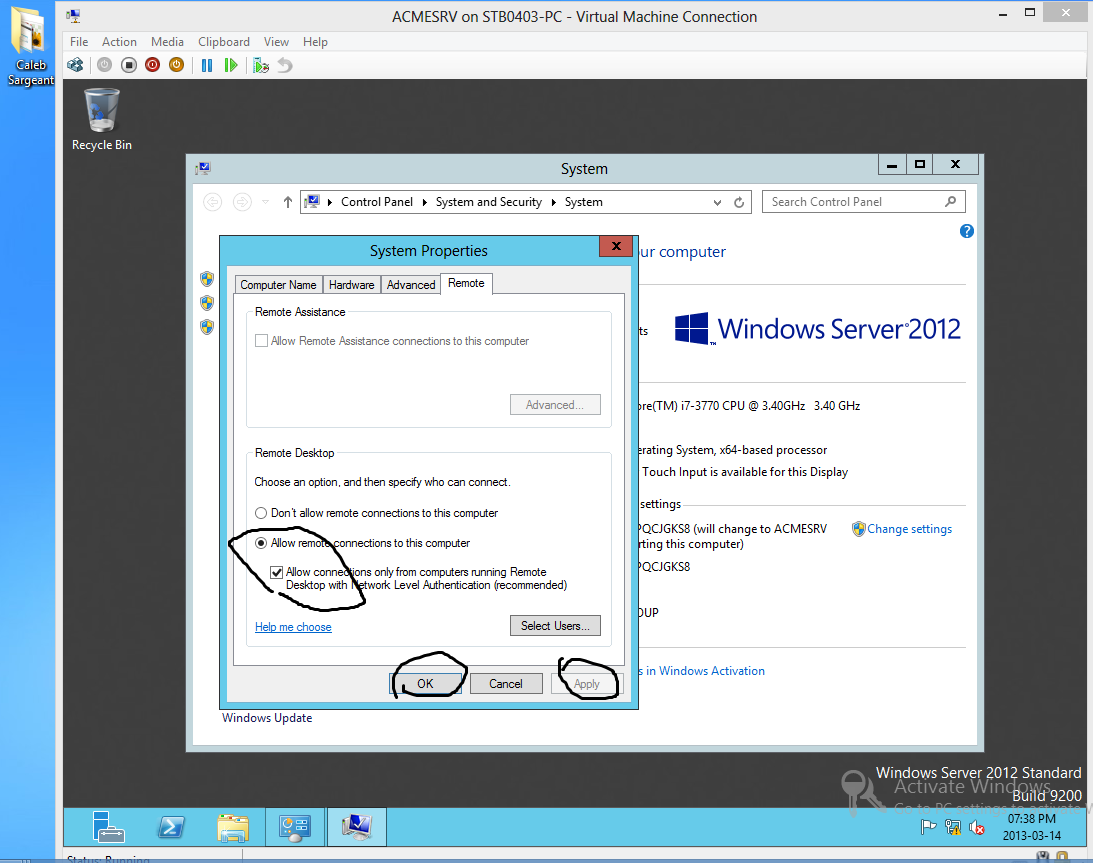 ACMESRV on STB0403-PC - Virtual Machine Connection
Caleb
Sargeant
File Action Media Clipboard View Help
Recycle Bin
System
Control Panel System and Security System
Search Control Panel
System Properties
ur computer
Computer Name Hardware Advanced Remote
Remote Assistance
Allow Remote Assistance connections to this computer
ts
Windows Server 2012
Advanced...
ore(TM) i7-3770 CPU @ 3.40GHz 3.40 GHz
Remote Desktop
erating System, x64-based processor
Touch Input is available for this Display
Choose an option, and then specify who can connect.
settings
Don't allow remote connections to this computer
PQCJGKS8 (will change to ACMESRV
rting this computer)
Change settings
Allow remote connections to this computer
PQCJGKS8
Allow connections only from computers running Remote
Desktop with Network Level Authentication (recommended)
OUP
Help me choose
Select Users...
s in Windows Activation
OK Cancel Apply
Windows Update
Windows Server 2012 Standard
Activate Windows
Build 9200
Go to PC settings to activate W
07:38 PM
2013-03-14
Status: Running